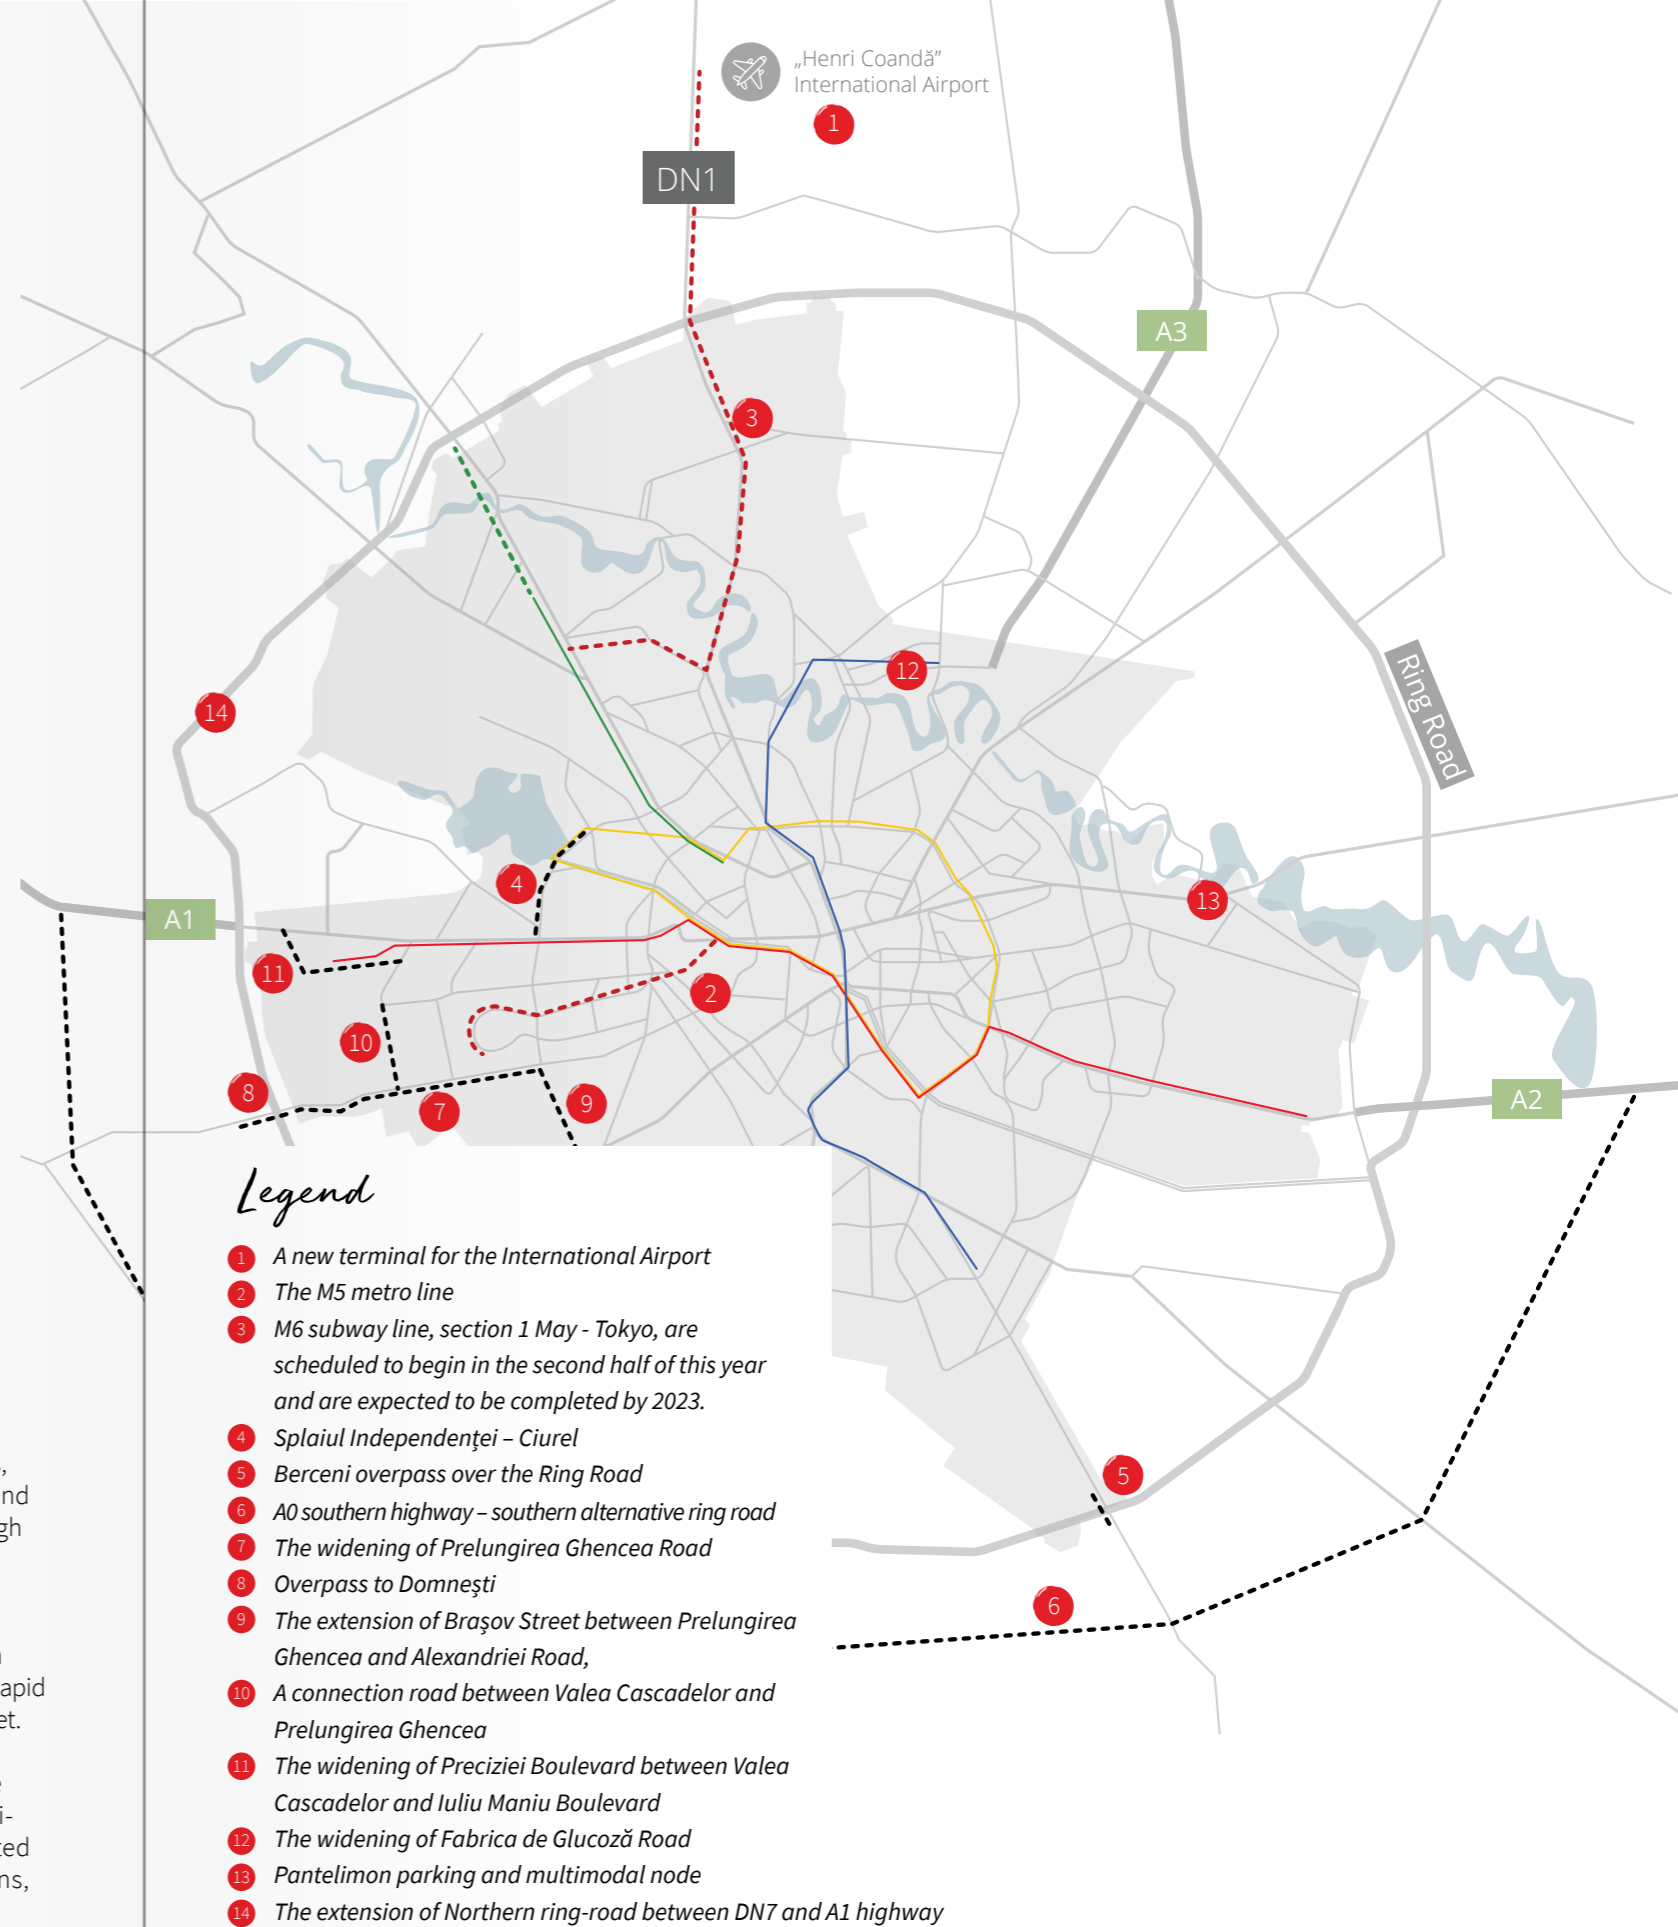 „Henri Coandă”
International Airport
1
DN1
A3
3
Ring Road
12
14
4
13
A1
11
2
10
8
7
9
A2
5
6
Legend
1 A new terminal for the International Airport
2 The M5 metro line
3 M6 subway line, section 1 May - Tokyo, are
scheduled to begin in the second half of this year
and are expected to be completed by 2023.
4 Splaiul Independenței – Ciurel
5 Berceni overpass over the Ring Road
6 A0 southern highway – southern alternative ring road
7 The widening of Prelungirea Ghencea Road
8 Overpass to Domneşti
9 The extension of Braşov Street between Prelungirea
Ghencea and Alexandriei Road,
10 A connection road between Valea Cascadelor and
Prelungirea Ghencea
11 The widening of Preciziei Boulevard between Valea
Cascadelor and Iuliu Maniu Boulevard
12 The widening of Fabrica de Glucoză Road
13 Pantelimon parking and multimodal node
14 The extension of Northern ring-road between DN7 and A1 highway